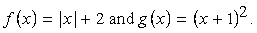 f(x) = |x| + 2 and g(x) = (x + 1)².